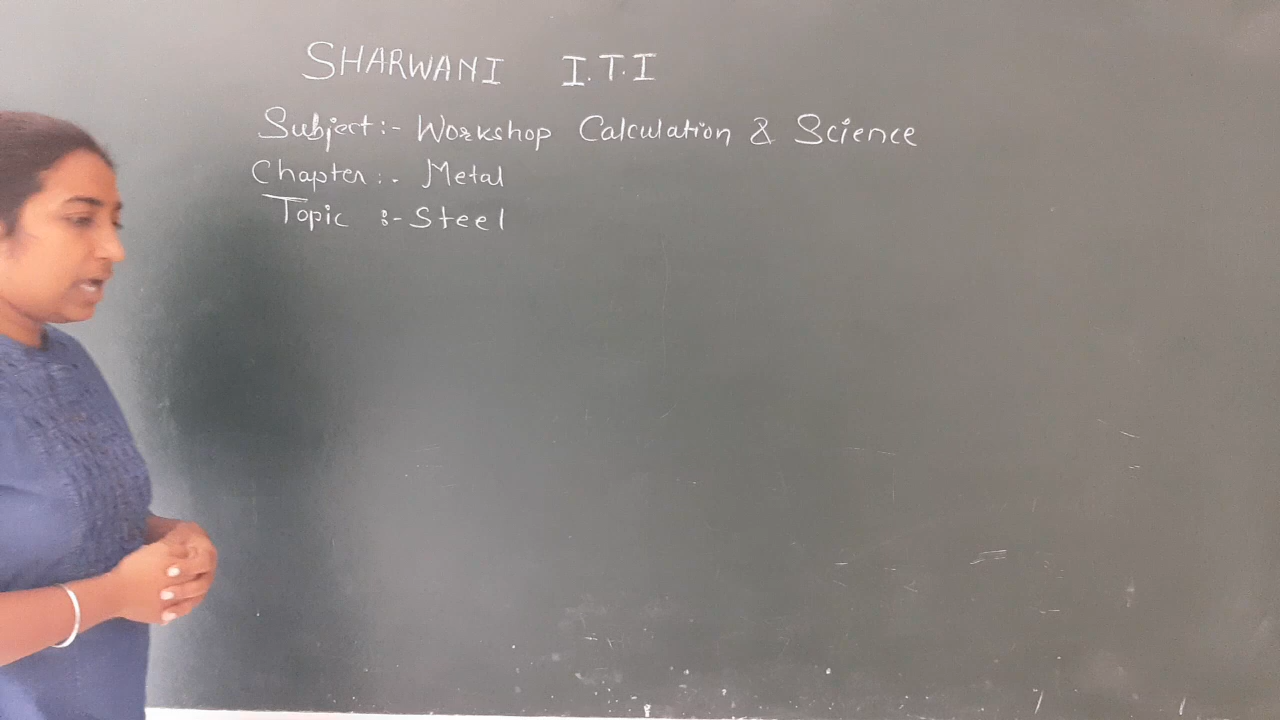 SHARWANI I.T.I
Subject:- Workshop Calculation & Science
Chapter:- Metal
Topic :- Steel